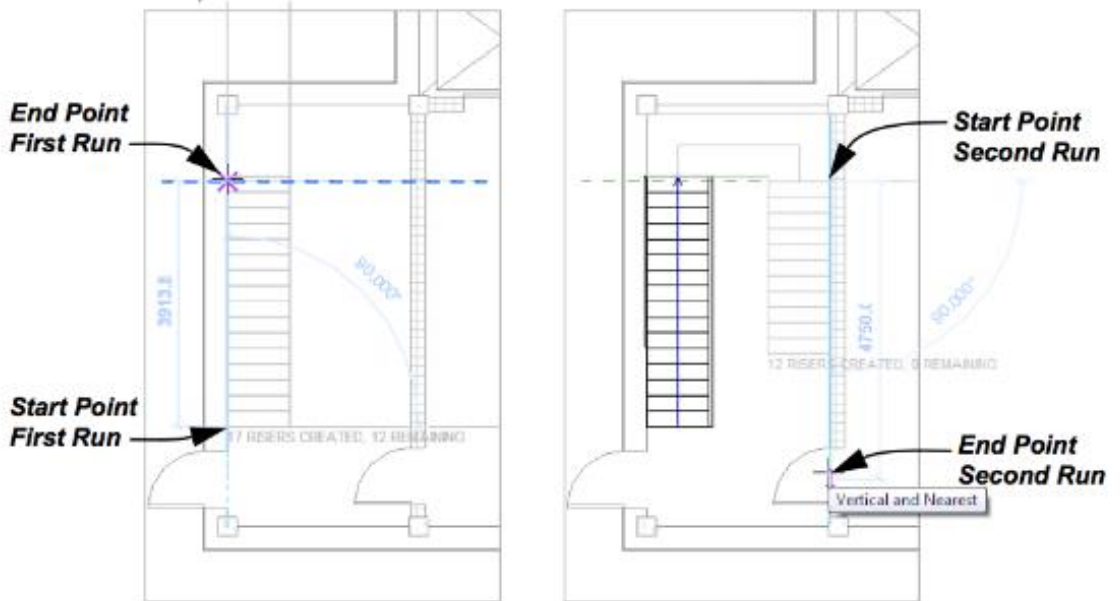 End Point
First Run
3913.8
90.000°
Start Point
First Run
17 RISERS CREATED, 12 REMAINING
Start Point
Second Run
4750.0
90.000°
12 RISERS CREATED, 0 REMAINING
End Point
Second Run
Vertical and Nearest